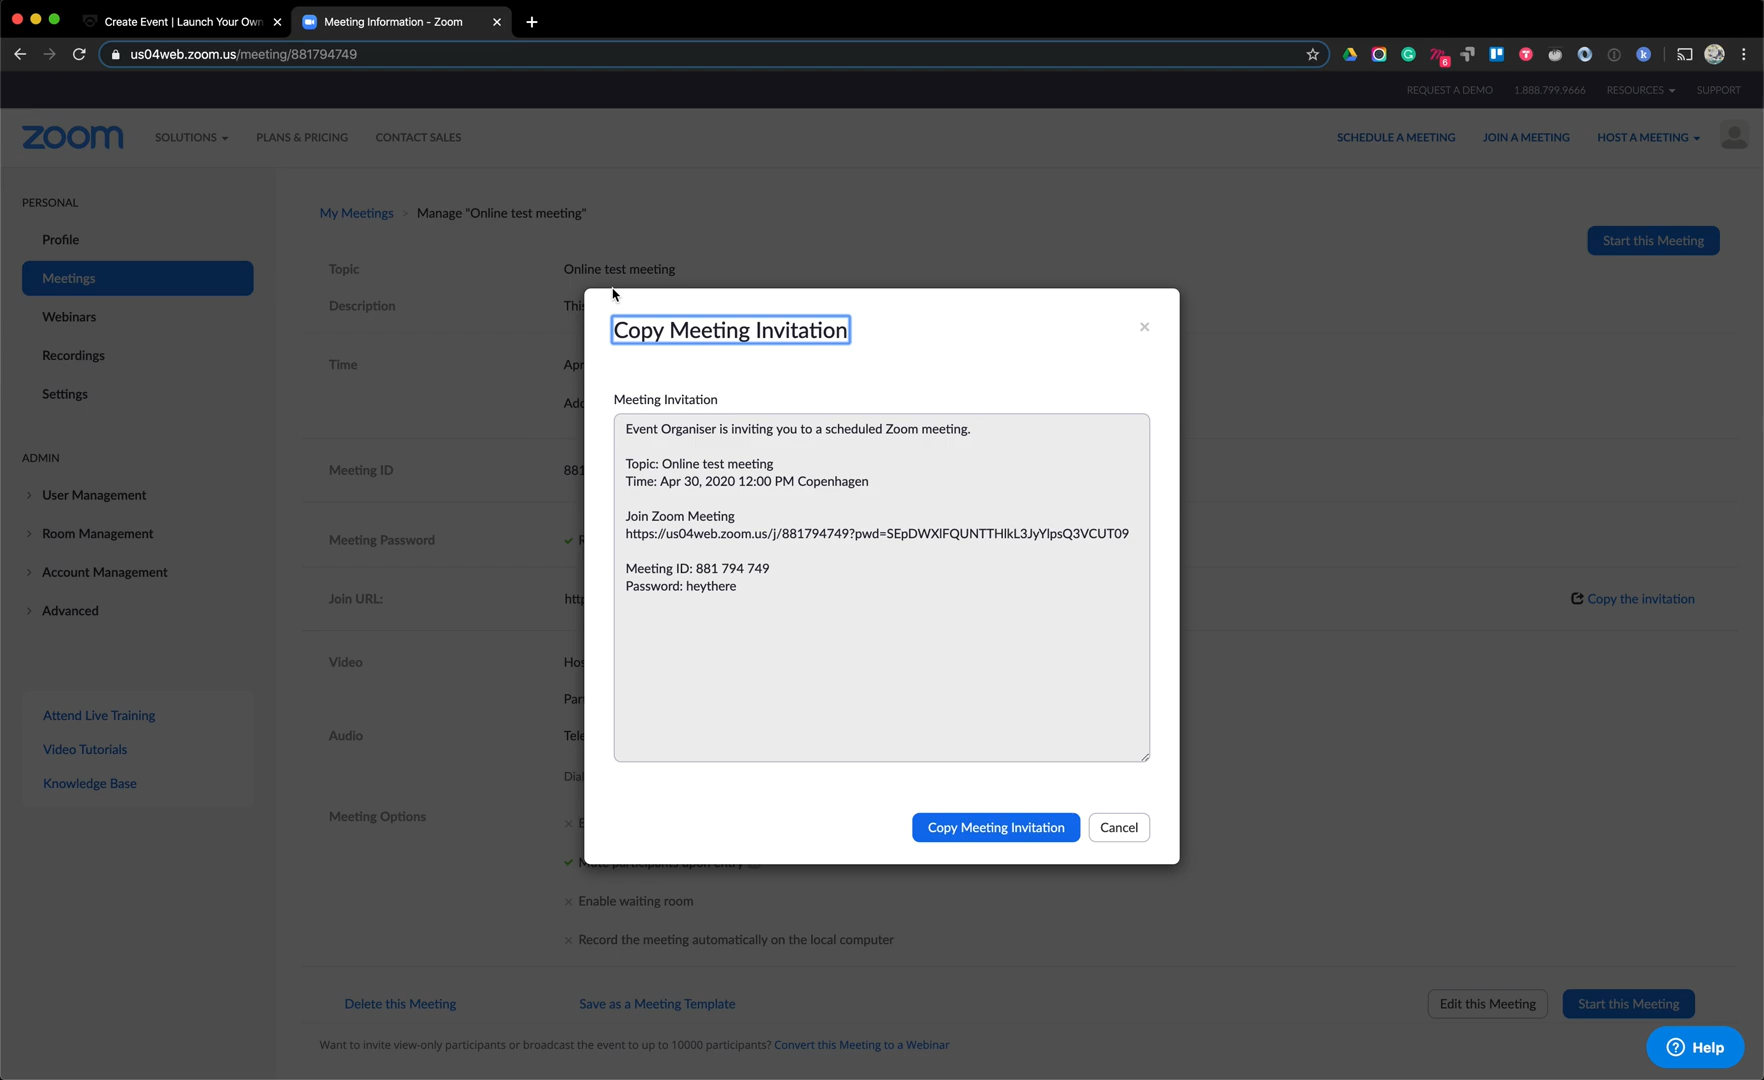 Create Event | Launch Your Own
Meeting Information - Zoom
us04web.zoom.us/meeting/881794749
6
k
REQUEST A DEMO 1.888.799.9666 RESOURCES SUPPORT
zoom SOLUTIONS PLANS & PRICING CONTACT SALES SCHEDULE A MEETING JOIN A MEETING HOST A MEETING
PERSONAL
Profile
Meetings
Webinars
Recordings
Settings
ADMIN
User Management
Room Management
Account Management
Advanced
Attend Live Training
Video Tutorials
Knowledge Base
My Meetings > Manage "Online test meeting"
Start this Meeting
Topic Online test meeting
Description
Time
Meeting ID 881
Meeting Password
Join URL:
Copy the invitation
Video
Audio
Meeting Options
Mute participants upon entry
Enable waiting room
Record the meeting automatically on the local computer
Copy Meeting Invitation
Meeting Invitation
Event Organiser is inviting you to a scheduled Zoom meeting.
Topic: Online test meeting
Time: Apr 30, 2020 12:00 PM Copenhagen
Join Zoom Meeting
https://us04web.zoom.us/j/881794749?pwd=SEpDWXlFQUNTTHlkL3JyYlpsQ3VCUT09
Meeting ID: 881 794 749
Password: heythere
Copy Meeting Invitation Cancel
Delete this Meeting Save as a Meeting Template Edit this Meeting Start this Meeting
Want to invite view-only participants or broadcast the event to up to 10000 participants? Convert this Meeting to a Webinar
Help